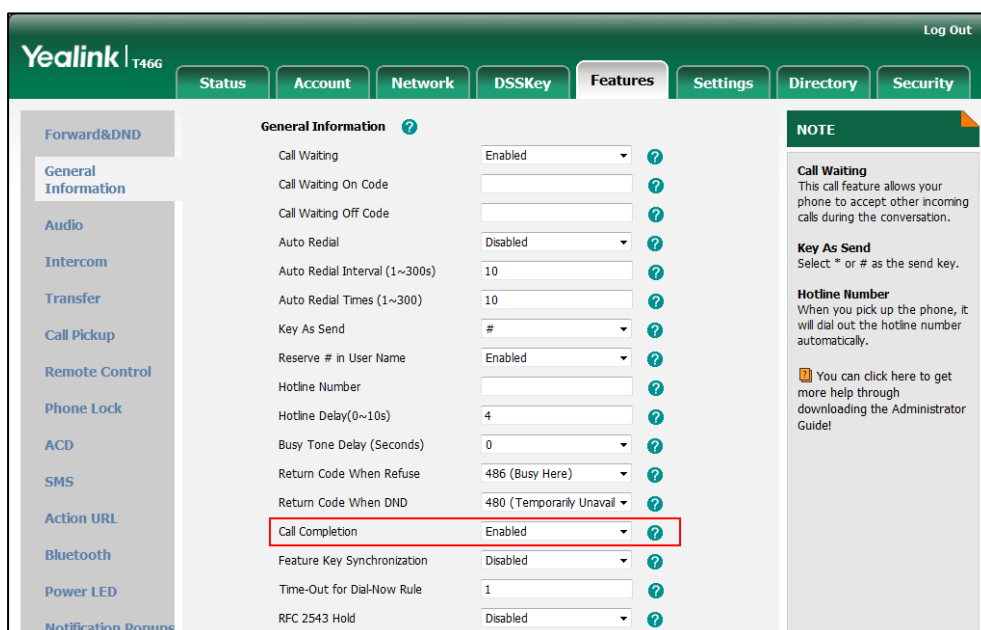 Log Out
Yealink | T46G
Status Account Network DSSKey Features Settings Directory Security
Forward&DND
General
Information
Audio
Intercom
Transfer
Call Pickup
Remote Control
Phone Lock
ACD
SMS
Action URL
Bluetooth
Power LED
Notification Popups
General Information ?
Call Waiting Enabled ?
Call Waiting On Code ?
Call Waiting Off Code ?
Auto Redial Disabled ?
Auto Redial Interval (1~300s) 10 ?
Auto Redial Times (1~300) 10 ?
Key As Send # ?
Reserve # in User Name Enabled ?
Hotline Number ?
Hotline Delay(0~10s) 4 ?
Busy Tone Delay (Seconds) 0 ?
Return Code When Refuse 486 (Busy Here) ?
Return Code When DND 480 (Temporarily Unavail ?
Call Completion Enabled ?
Feature Key Synchronization Disabled ?
Time-Out for Dial-Now Rule 1 ?
RFC 2543 Hold Disabled ?
NOTE
Call Waiting
This call feature allows your
phone to accept other incoming
calls during the conversation.
Key As Send
Select * or # as the send key.
Hotline Number
When you pick up the phone, it
will dial out the hotline number
automatically.
? You can click here to get
more help through
downloading the Administrator
Guide!